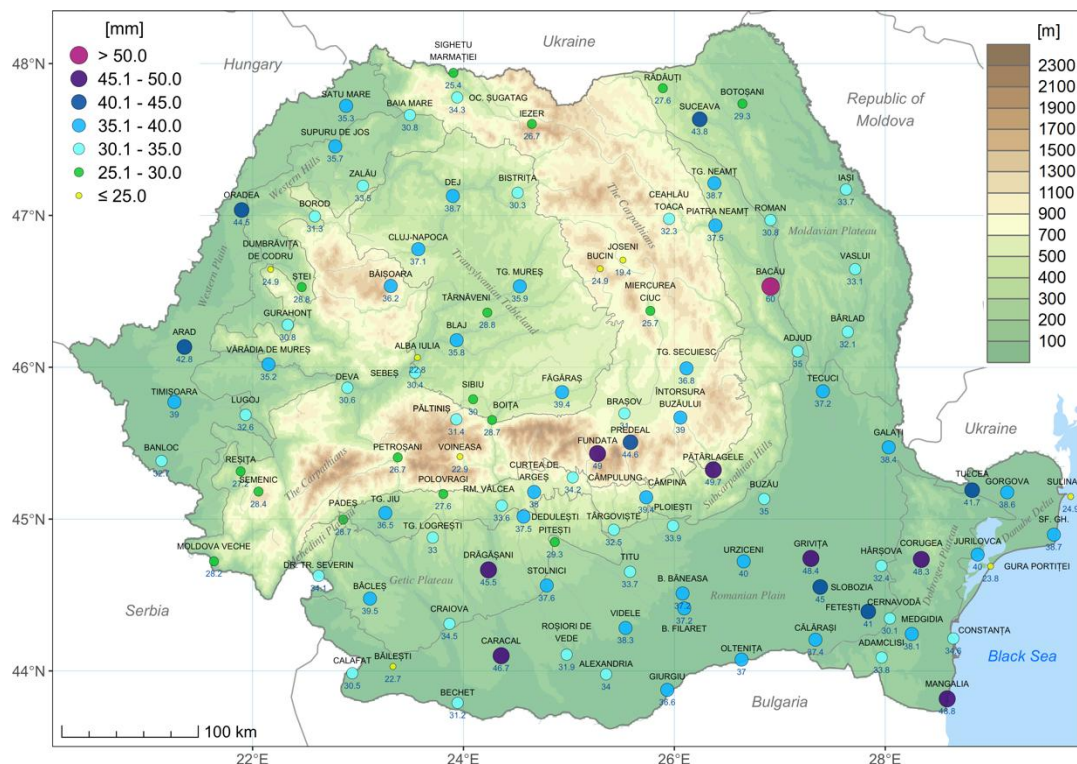 [mm]
> 50.0
45.1 - 50.0
40.1 - 45.0
35.1 - 40.0
30.1 - 35.0
25.1 - 30.0
≤ 25.0
[m]
2300
2100
1900
1700
1500
1300
1100
900
700
500
400
300
200
100
48°N
47°N
46°N
45°N
44°N
22°E
24°E
26°E
28°E
100 km
Ukraine
Hungary
Republic of
Moldova
Ukraine
Serbia
Bulgaria
Black Sea
The Carpathians
Western Hills
Western Plain
Transylvanian Tableland
Moldavian Plateau
The Carpathians
Subcarpathian Hills
Getic Plateau
Romanian Plain
Dobrogea Plateau
Danube Delta
SIGHETU
MARMAȚIEI
25.4
OC. ȘUGATAG
34.3
SATU MARE
35.3
BAIA MARE
30.8
IEZER
26.7
RĂDĂUȚI
27.6
BOTOȘANI
29.3
SUCEAVA
43.8
SUPURU DE JOS
35.7
ZALĂU
33.5
DEJ
38.7
BISTRIȚA
30.3
TG. NEAMȚ
38.7
IAȘI
33.7
ORADEA
44.5
BOROD
31.3
CEAHLĂU
TOACA
32.3
PIATRA NEAMȚ
37.5
ROMAN
30.8
CLUJ-NAPOCA
37.1
DUMBRĂVIȚA
DE CODRU
24.9
ȘTEI
28.8
BĂIȘOARA
36.2
TG. MUREȘ
35.9
BUCIN
24.9
JOSENI
19.4
MIERCUREA
CIUC
25.7
BACĂU
60
VASLUI
33.1
GURAHONȚ
30.8
TÂRNĂVENI
28.8
BLAJ
35.8
BÂRLAD
32.1
ARAD
42.8
VĂRĂDIA DE MUREȘ
35.2
ALBA IULIA
22.8
SEBEȘ
30.4
ADJUD
35
TG. SECUIESC
36.8
TIMIȘOARA
39
DEVA
30.6
SIBIU
30
FĂGĂRAȘ
39.4
TECUCI
37.2
LUGOJ
32.6
PĂLTINIȘ
31.4
BOIȚA
28.7
BRAȘOV
31
ÎNTORSURA
BUZĂULUI
39
BANLOC
PETROȘANI
26.7
VOINEASA
22.9
FUNDATA
49
PREDEAL
44.6
PĂTÂRLAGELE
49.7
GALAȚI
38.4
REȘIȚA
27.2
SEMENIC
28.4
POLOVRAGI
27.6
CURTEA DE
ARGEȘ
38
CÂMPULUNG
34.2
CÂMPINA
39.4
BUZĂU
35
TULCEA
41.7
GORGOVA
38.6
SULINA
24.9
PADEȘ
26.7
TG. JIU
36.5
RM. VÂLCEA
33.6
DEDULEȘTI
37.5
TÂRGOVIȘTE
32.5
PLOIEȘTI
33.9
SF. GH.
38.7
MOLDOVA VECHE
28.2
TG. LOGREȘTI
33
PITEȘTI
29.3
TITU
33.7
URZICENI
40
GRIVIȚA
48.4
HÂRȘOVA
32.4
CORUGEA
48.3
JURILOVCA
40
GURA PORTIȚEI
23.8
DR. TR. SEVERIN
34.1
DRĂGĂȘANI
45.5
STOLNICI
37.6
B. BĂNEASA
37.2
SLOBOZIA
45
BÂCLEȘ
39.5
B. FILARET
37.2
FETEȘTI
41
CERNAVODĂ
30.1
MEDGIDIA
38.1
CONSTANȚA
34.6
CRAIOVA
34.5
VIDELE
38.3
CĂLĂRAȘI
37.4
ADAMCLISI
33.8
CARACAL
46.7
ROȘIORI DE
VEDE
31.9
OLTENIȚA
37
CALAFAT
30.5
BĂILEȘTI
22.7
ALEXANDRIA
34
GIURGIU
36.6
MANGALIA
46.8
BECHET
31.2